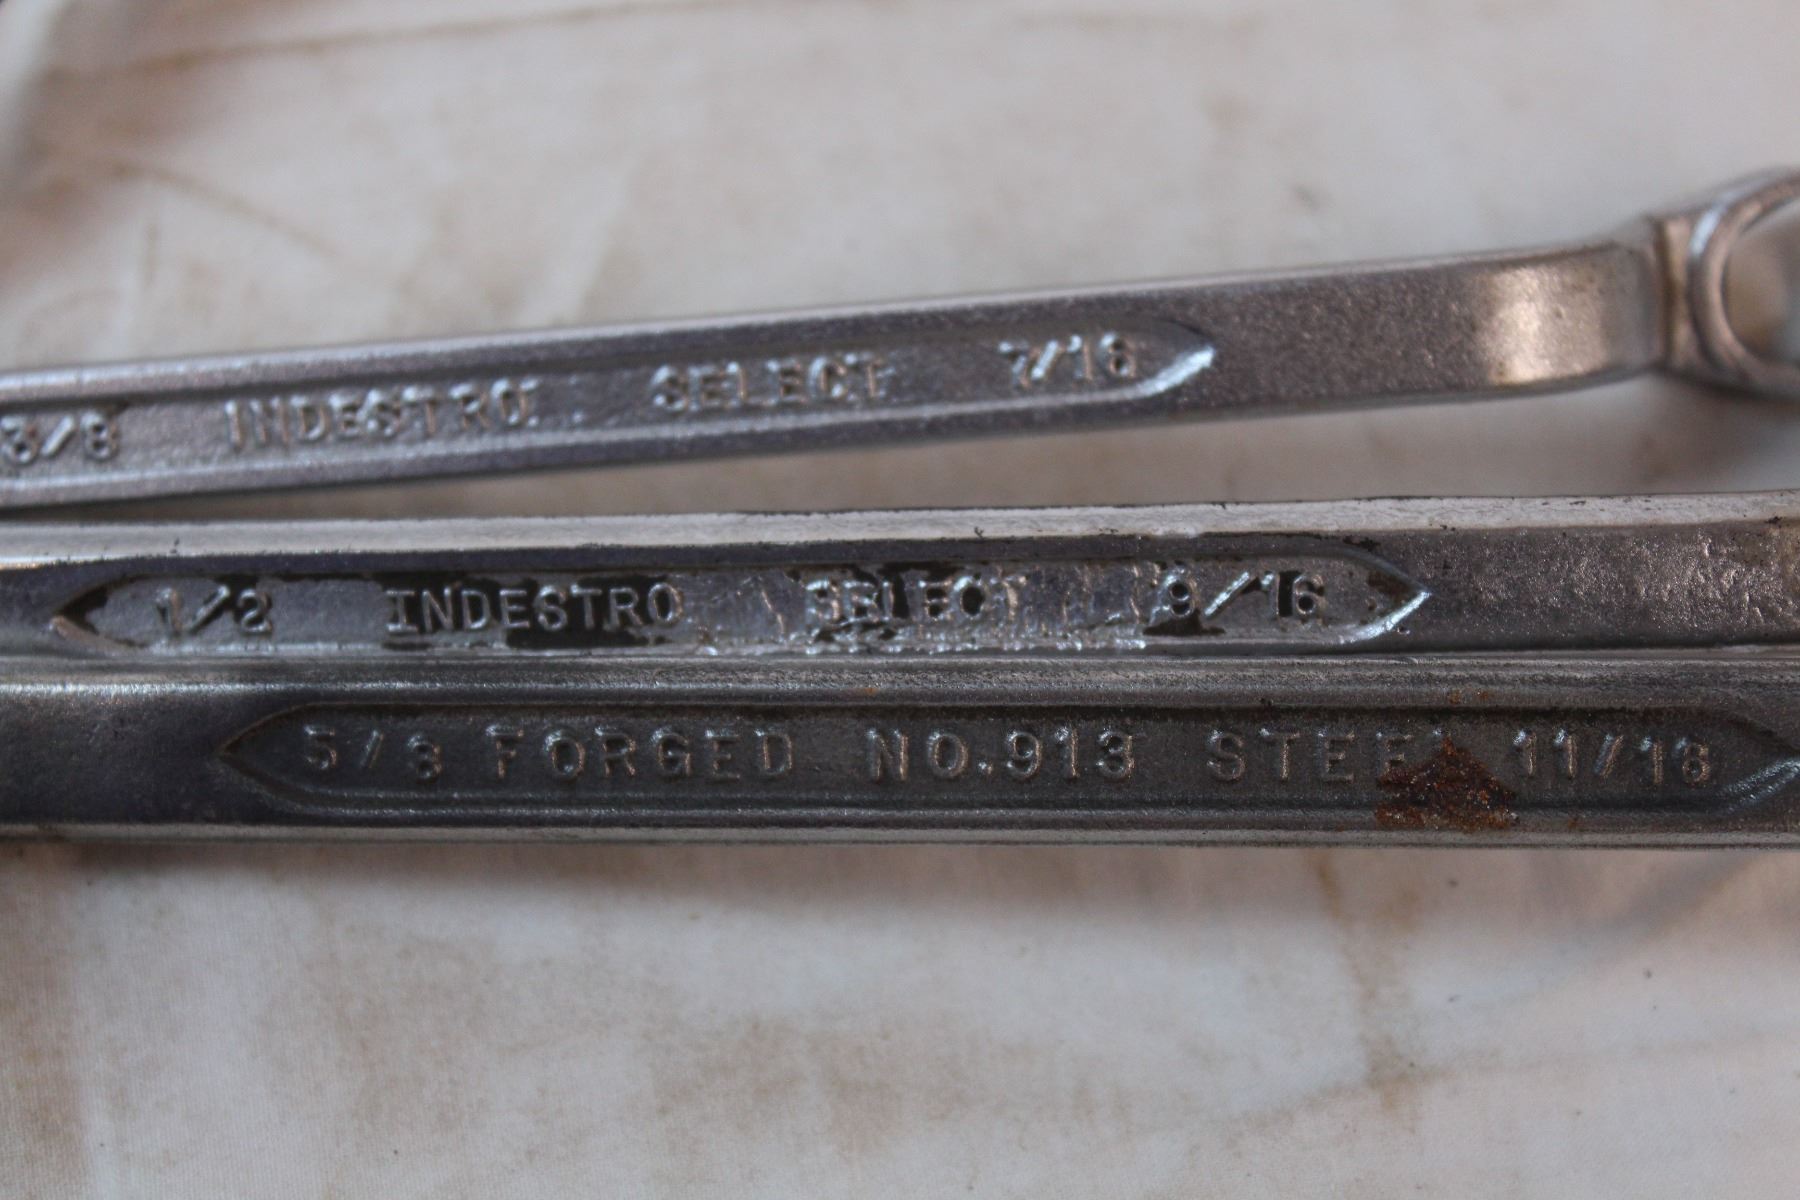 3/8 INDESTRO SELECT 7/16
1/2 INDESTRO SELECT 9/16
5/8 FORGED NO.913 STEEL 11/16